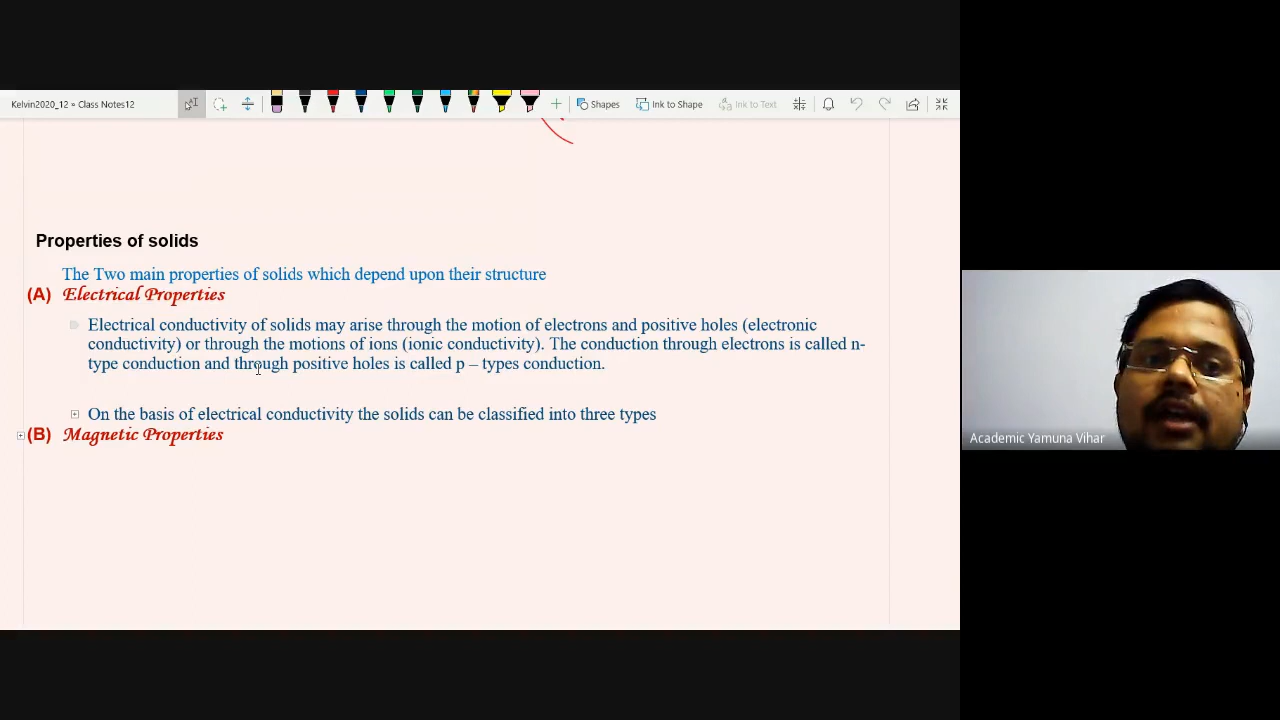 Kelvin2020_12 » Class Notes12
Shapes
Ink to Shape
Ink to Text
Properties of solids
The Two main properties of solids which depend upon their structure
(A) Electrical Properties
Electrical conductivity of solids may arise through the motion of electrons and positive holes (electronic
conductivity) or through the motions of ions (ionic conductivity). The conduction through electrons is called n-
type conduction and through positive holes is called p – types conduction.
On the basis of electrical conductivity the solids can be classified into three types
(B) Magnetic Properties
Academic Yamuna Vihar